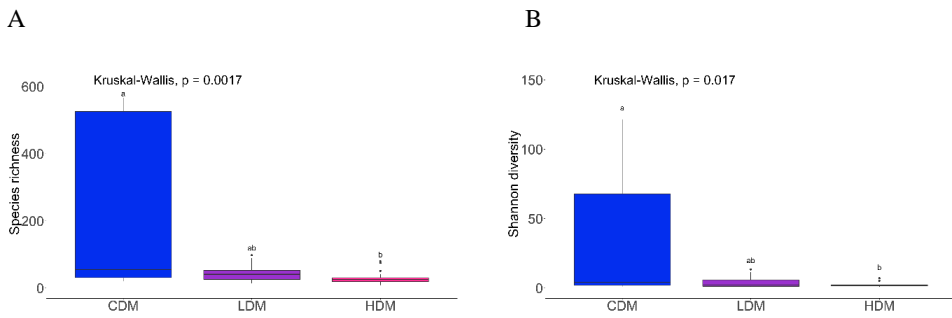 A
Kruskal-Wallis, p = 0.0017
Species richness
600
400
200
0
a
ab
b
CDM
LDM
HDM
B
Kruskal-Wallis, p = 0.017
Shannon diversity
150
100
50
0
a
ab
b
CDM
LDM
HDM